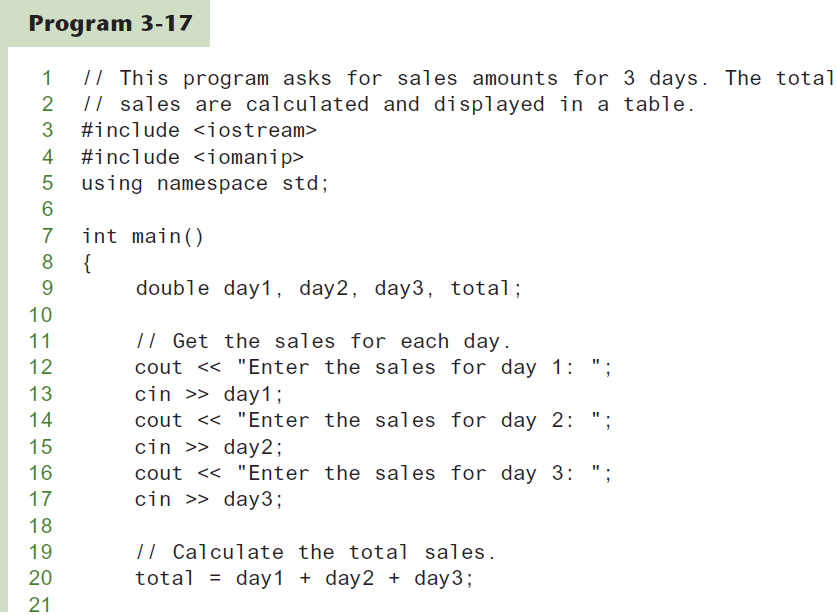 Program 3-17
1 // This program asks for sales amounts for 3 days. The total
2 // sales are calculated and displayed in a table.
3 #include <iostream>
4 #include <iomanip>
5 using namespace std;
6
7 int main()
8 {
9 double day1, day2, day3, total;
10
11 // Get the sales for each day.
12 cout << "Enter the sales for day 1: ";
13 cin >> day1;
14 cout << "Enter the sales for day 2: ";
15 cin >> day2;
16 cout << "Enter the sales for day 3: ";
17 cin >> day3;
18
19 // Calculate the total sales.
20 total = day1 + day2 + day3;
21